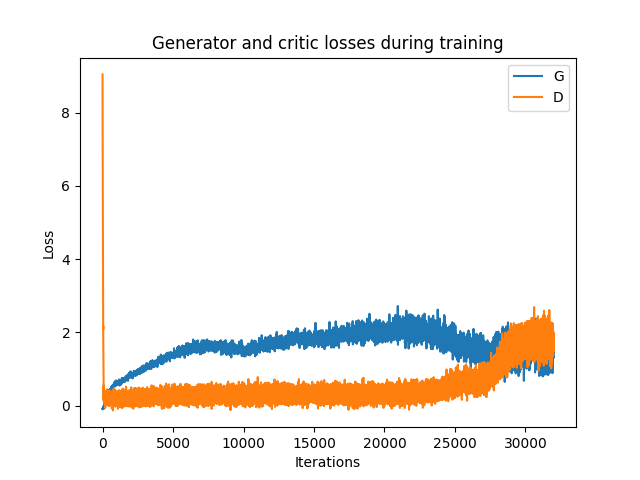 Generator and critic losses during training
G
D
8
6
4
2
0
Loss
0 5000 10000 15000 20000 25000 30000
Iterations